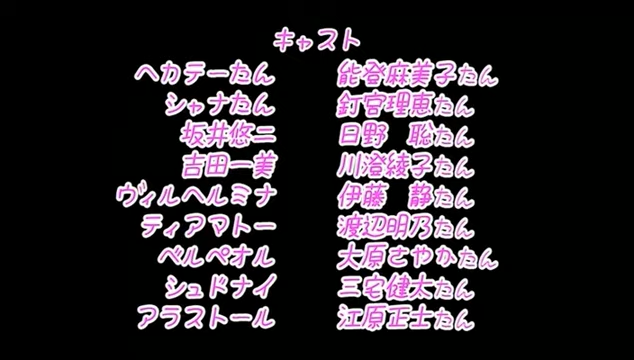 キャスト
ヘカテーたん 能登麻美子たん
シャナたん 釘宮理恵たん
坂井悠二 日野 聡たん
吉田一美 川澄綾子たん
ヴィルヘルミナ 伊藤 静たん
ティアマトー 渡辺明乃たん
ベルペオル 大原さやかたん
シュドナイ 三宅健太たん
アラストール 江原正士たん